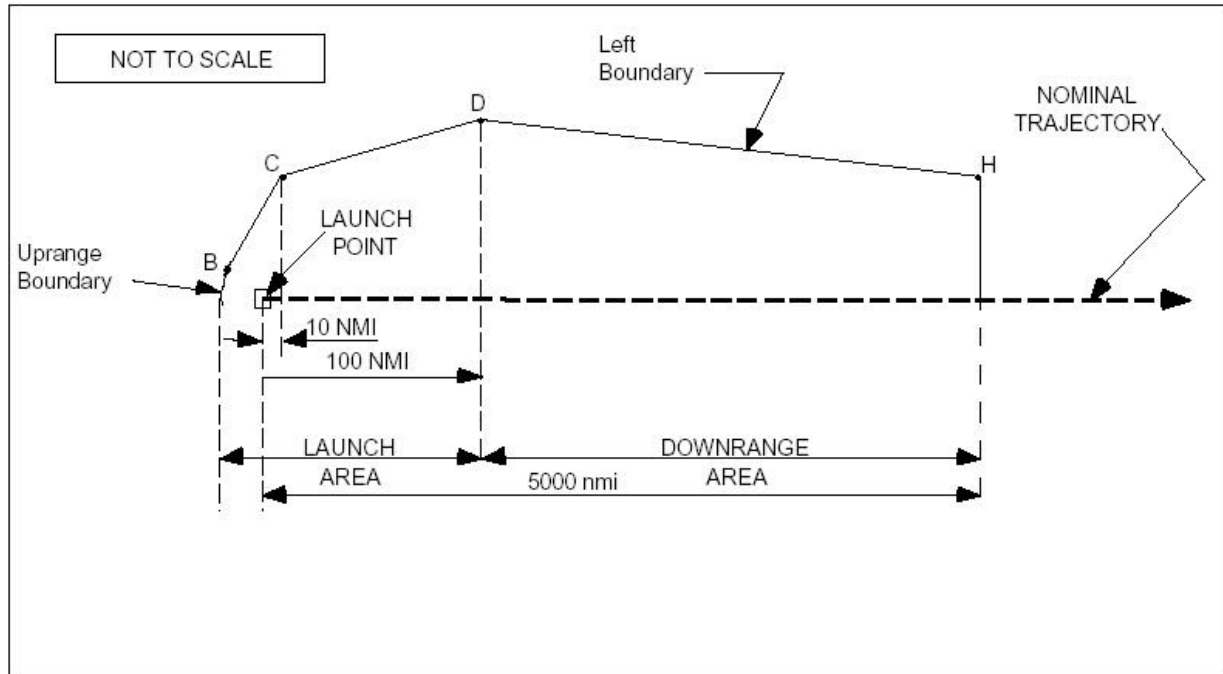 NOT TO SCALE
Left
Boundary
NOMINAL
TRAJECTORY
D
C
H
LAUNCH
POINT
Uprange
Boundary
B
10 NMI
100 NMI
LAUNCH
AREA
DOWNRANGE
AREA
5000 nmi